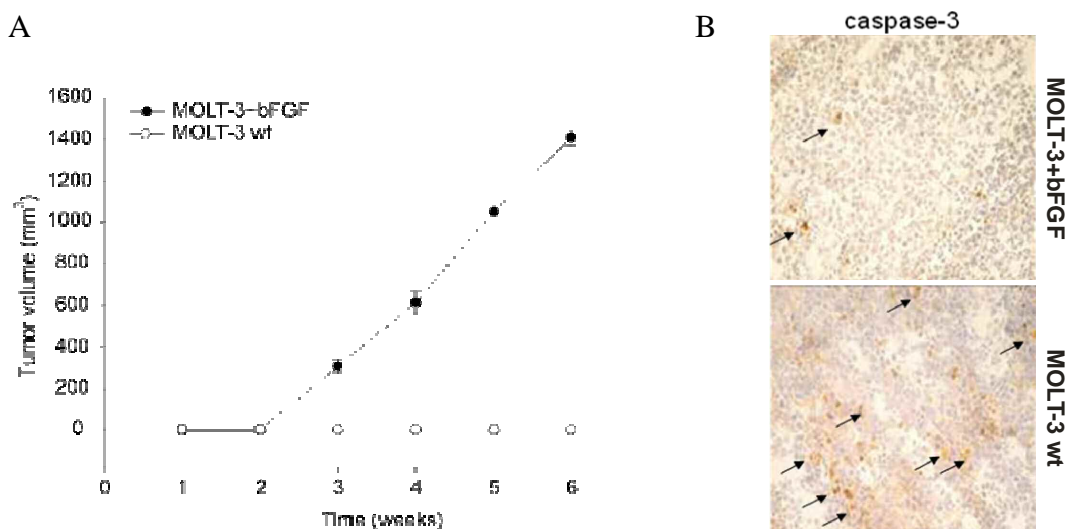 A
B
caspase-3
1600
1400
1200
1000
800
600
400
200
0
Tumor volume (mm³)
MOLT-3+bFGF
MOLT-3 wt
1 2 3 4 5 6
Time (weeks)
MOLT-3+bFGF
MOLT-3 wt